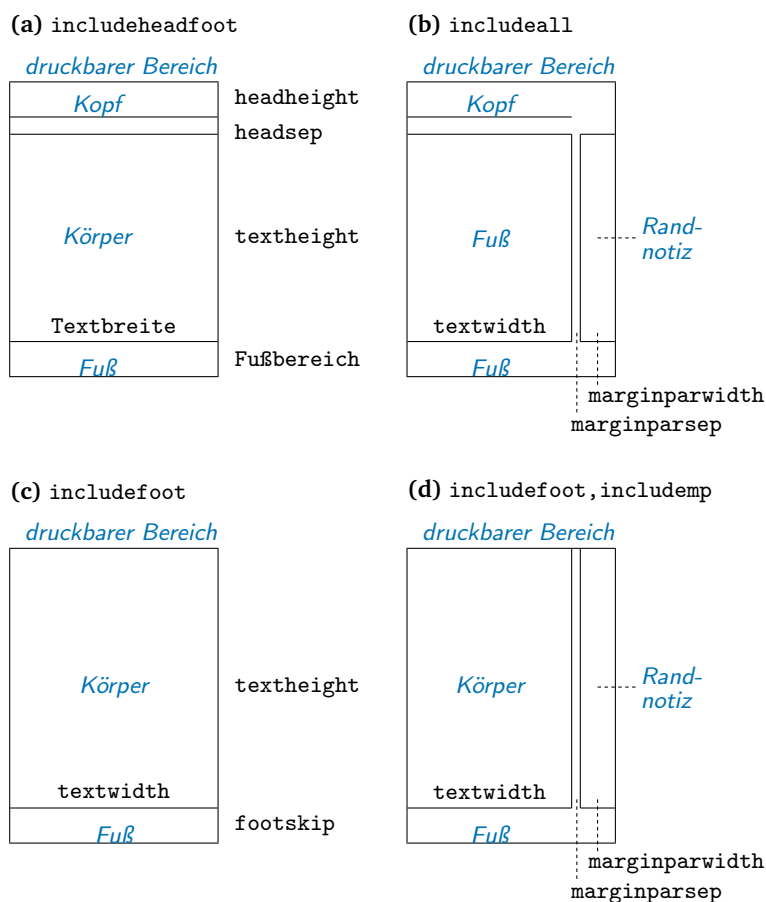 (a) includeheadfoot
druckbarer Bereich
Kopf
headheight
headsep
Körper
textheight
Textbreite
Fuß
Fußbereich
(b) includeall
druckbarer Bereich
Kopf
Fuß
Rand-
notiz
textwidth
Fuß
marginparwidth
marginparsep
(c) includefoot
druckbarer Bereich
Körper
textheight
textwidth
Fuß
footskip
(d) includefoot,includemp
druckbarer Bereich
Körper
Rand-
notiz
textwidth
Fuß
marginparwidth
marginparsep